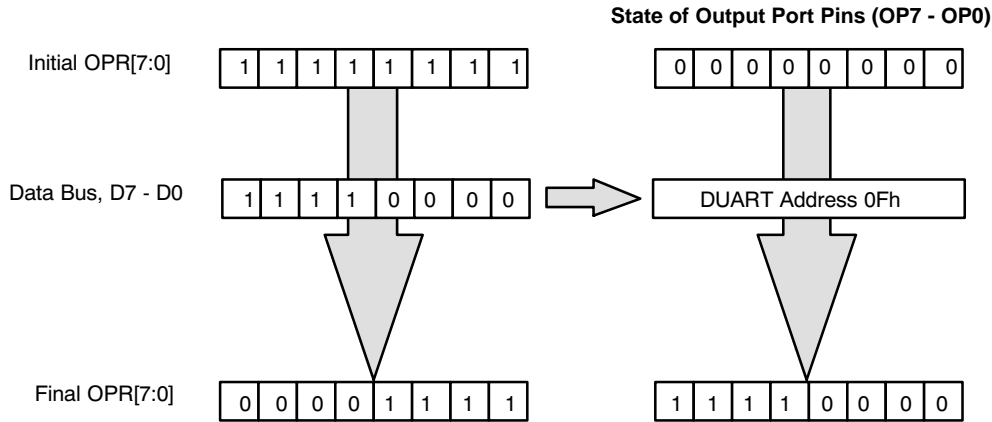 State of Output Port Pins (OP7 - OP0)
Initial OPR[7:0] 1 1 1 1 1 1 1 1 0 0 0 0 0 0 0 0
Data Bus, D7 - D0 1 1 1 1 0 0 0 0 DUART Address 0Fh
Final OPR[7:0] 0 0 0 0 1 1 1 1 1 1 1 1 0 0 0 0